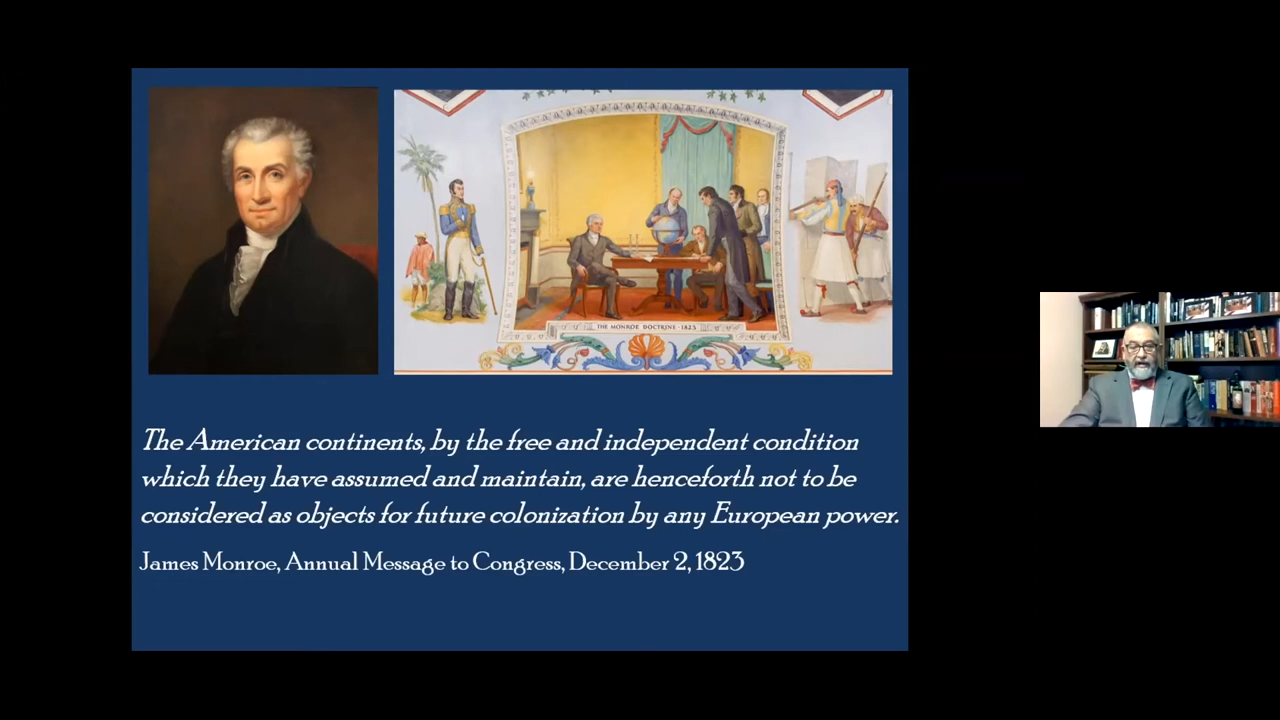 THE MONROE DOCTRINE · 1823
The American continents, by the free and independent condition
which they have assumed and maintain, are henceforth not to be
considered as objects for future colonization by any European power.
James Monroe, Annual Message to Congress, December 2, 1823